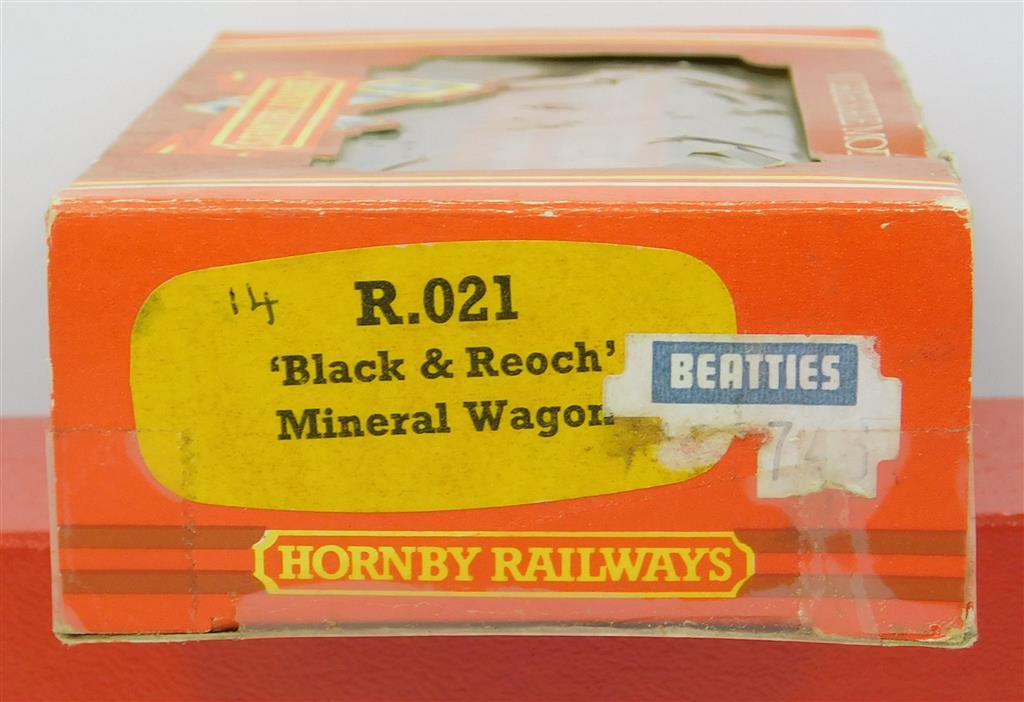 14
R.021
'Black & Reoch'
Mineral Wagon
BEATTIES
HORNBY RAILWAYS